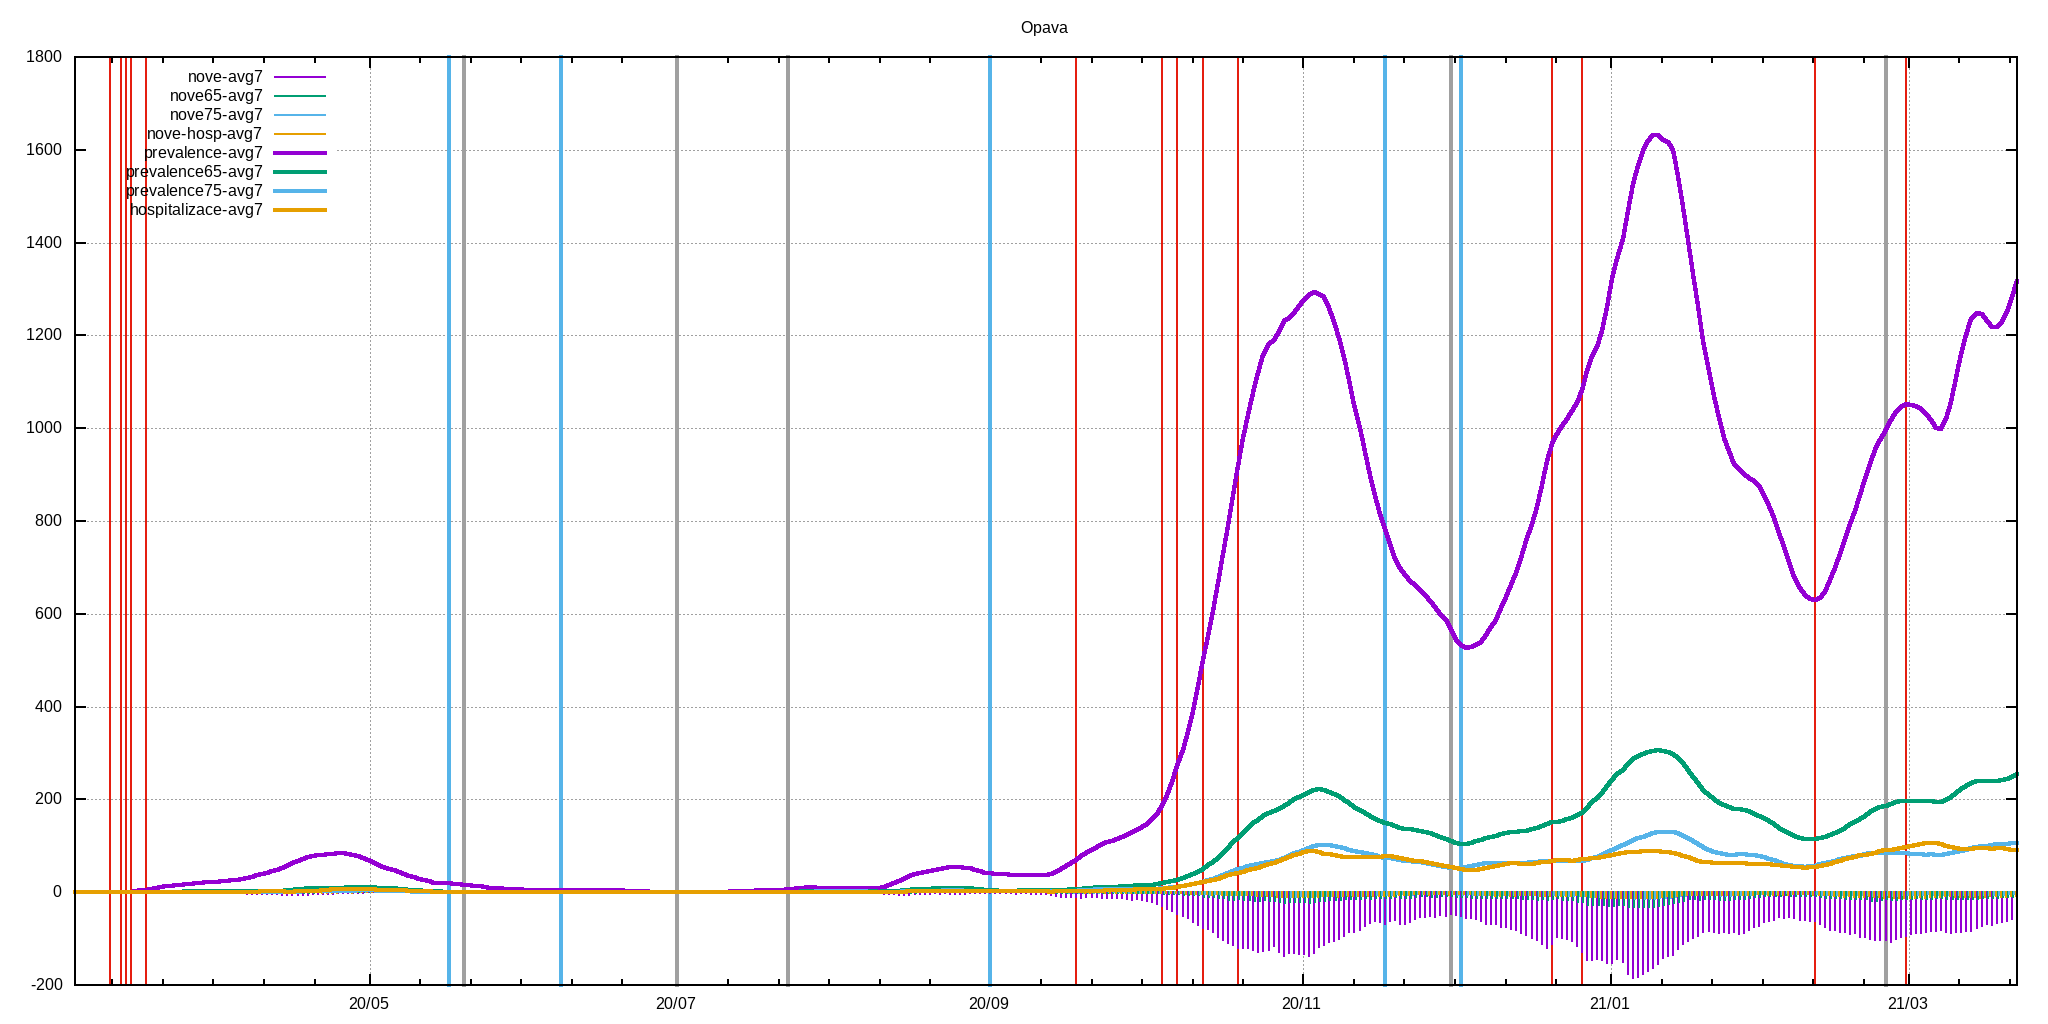 Opava
1800
1600
1400
1200
1000
800
600
400
200
0
-200
nove-avg7
nove65-avg7
nove75-avg7
nove-hosp-avg7
prevalence-avg7
prevalence65-avg7
prevalence75-avg7
hospitalizace-avg7
20/05
20/07
20/09
20/11
21/01
21/03